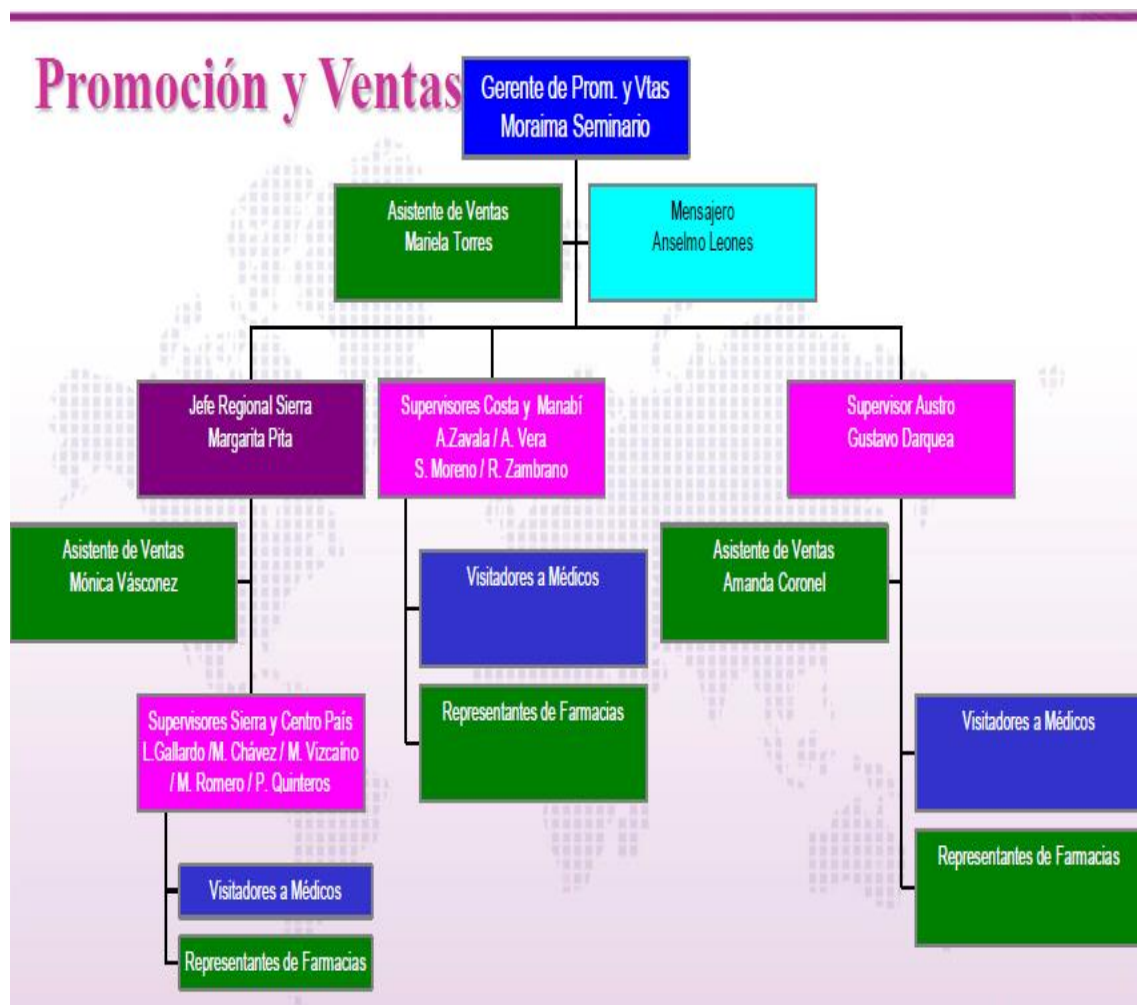 Promoción y Ventas
Gerente de Prom. y Vtas
Moraima Seminario
Asistente de Ventas
Mariela Torres
Mensajero
Anselmo Leones
Jefe Regional Sierra
Margarita Pita
Supervisores Costa y Manabí
A.Zavala / A. Vera
S. Moreno / R. Zambrano
Supervisor Austro
Gustavo Darquea
Asistente de Ventas
Mónica Vásconez
Visitadores a Médicos
Representantes de Farmacias
Asistente de Ventas
Amanda Coronel
Supervisores Sierra y Centro País
L.Gallardo /M. Chávez / M. Vizcaíno
/ M. Romero / P. Quinteros
Visitadores a Médicos
Representantes de Farmacias
Visitadores a Médicos
Representantes de Farmacias